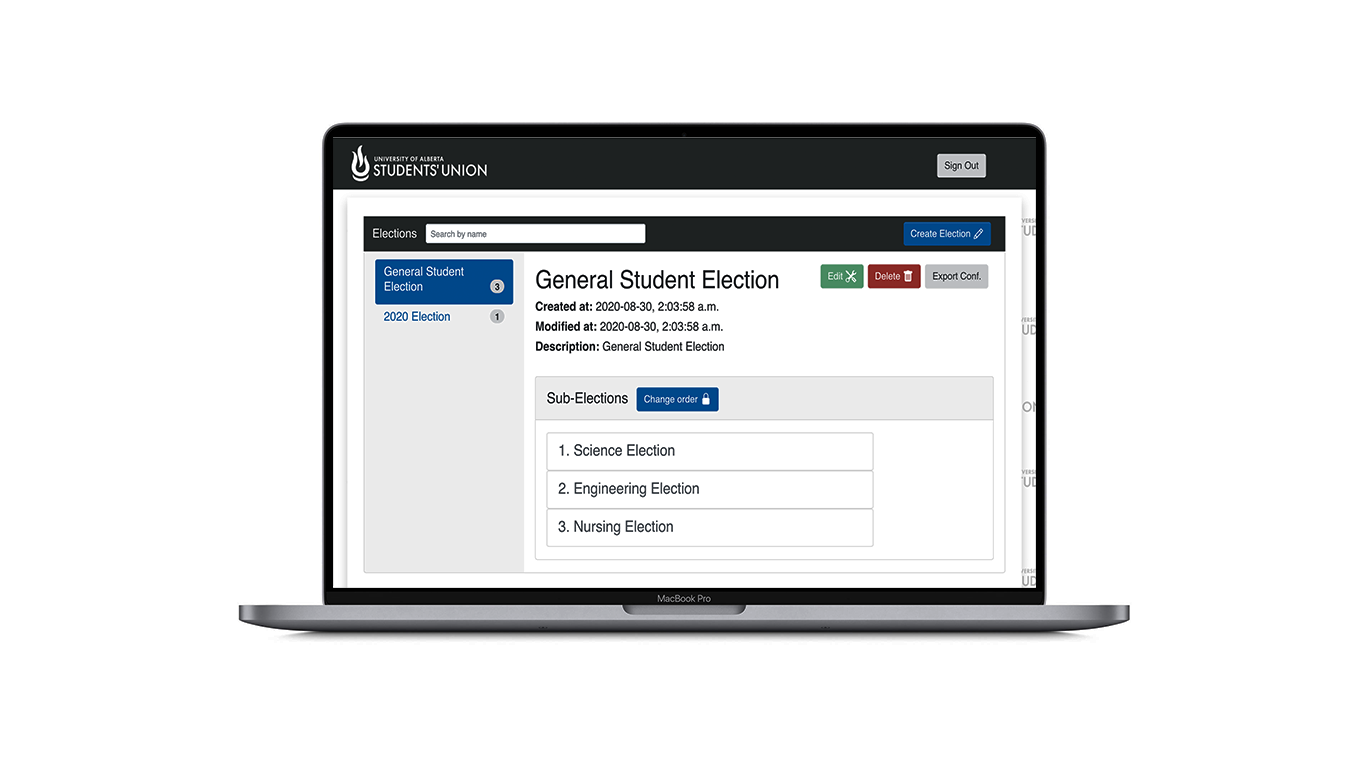 UNIVERSITY OF ALBERTA
STUDENTS' UNION
Sign Out
Elections
Search by name
Create Election
General Student
Election
3
2020 Election
1
General Student Election
Edit
Delete
Export Conf.
Created at: 2020-08-30, 2:03:58 a.m.
Modified at: 2020-08-30, 2:03:58 a.m.
Description: General Student Election
Sub-Elections
Change order
1. Science Election
2. Engineering Election
3. Nursing Election
MacBook Pro